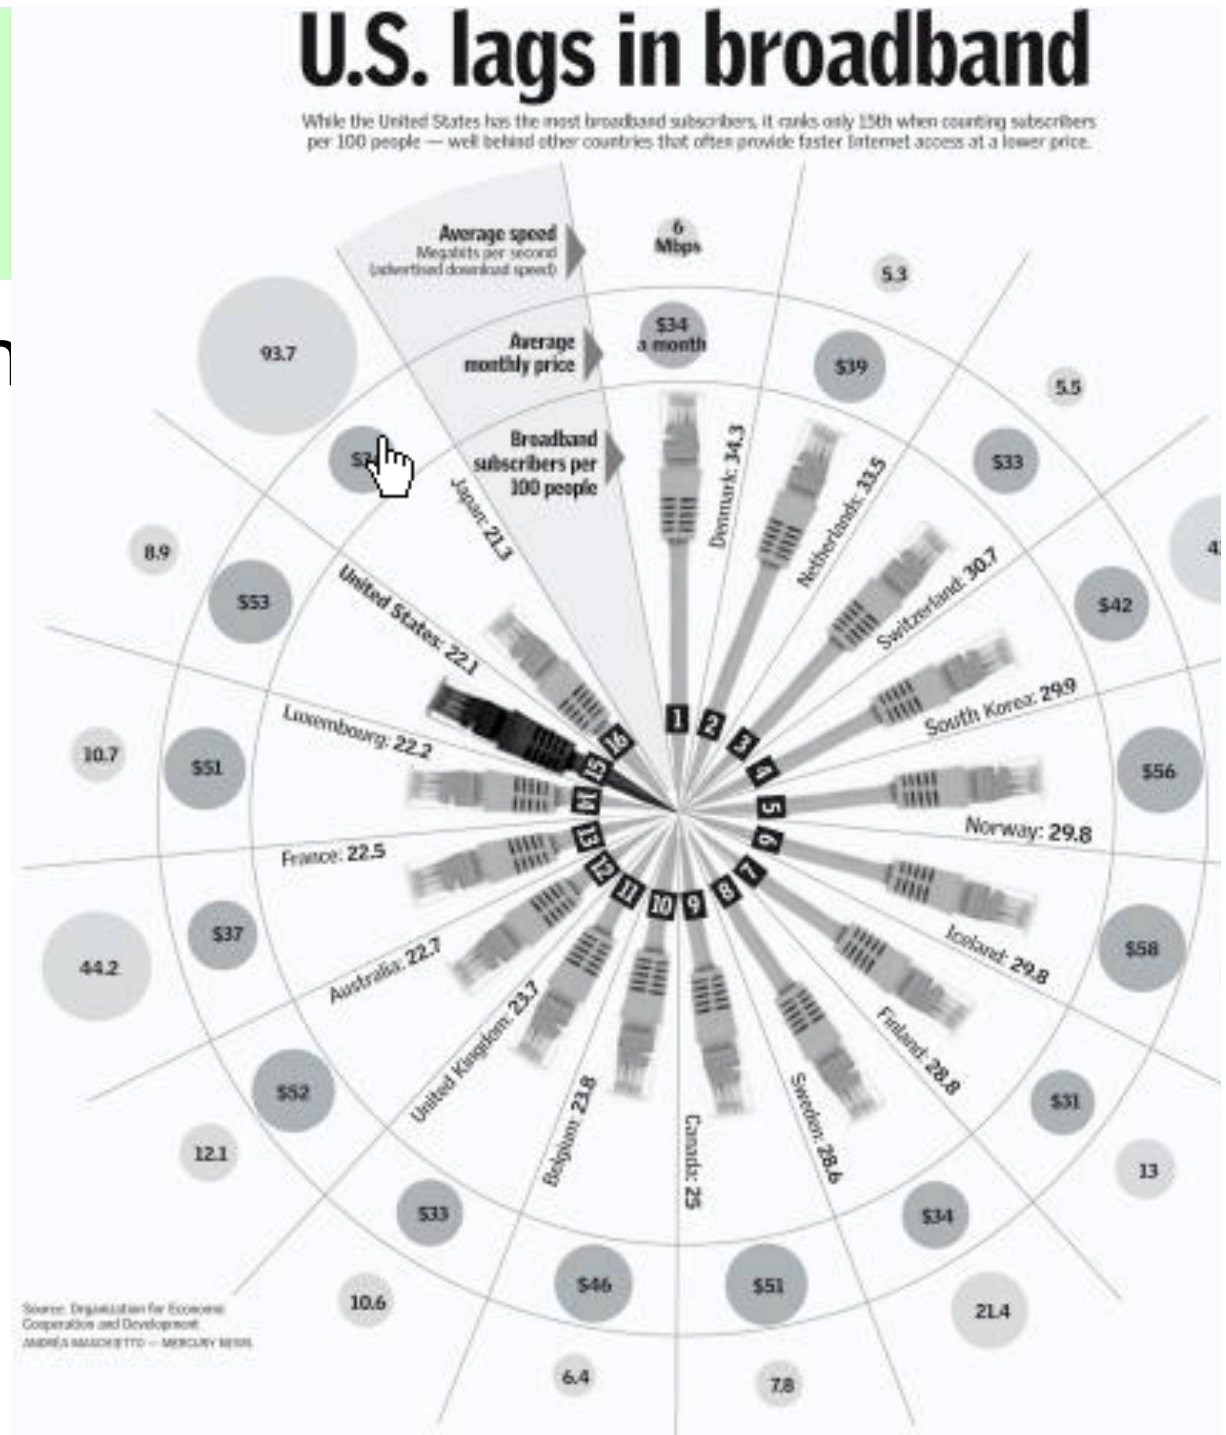 U.S. lags in broadband
While the United States has the most broadband subscribers, it ranks only 15th when counting subscribers
per 100 people — well behind other countries that often provide faster Internet access at a lower price.
Average speed
Megabits per second
(advertised download speed)
Average
monthly price
Broadband
subscribers per
100 people
6
Mbps
$34
a month
Denmark: 34.3
1
5.3
$39
Netherlands: 33.5
2
5.5
$33
Switzerland: 30.7
3
$42
South Korea: 29.9
4
$56
Norway: 29.8
5
$58
Iceland: 29.8
6
13
$31
Finland: 28.8
7
21.4
$34
Sweden: 28.6
8
7.8
$51
Canada: 25
9
6.4
$46
Belgium: 23.8
10
10.6
$33
United Kingdom: 23.7
11
12.1
$52
Australia: 22.7
12
44.2
$37
France: 22.5
13
10.7
$51
Luxembourg: 22.2
14
8.9
$53
United States: 22.1
15
93.7
Japan: 21.3
16
Source: Organization for Economic
Cooperation and Development
— MERCURY NEWS